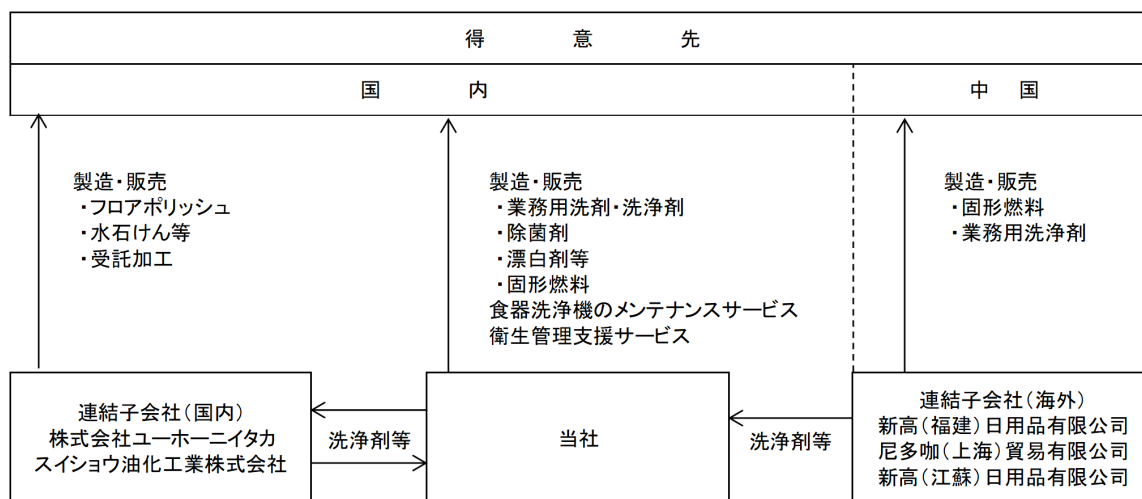 得意先
国内
中国
製造・販売
・フロアポリッシュ
・水石けん等
・受託加工
製造・販売
・業務用洗剤・洗浄剤
・除菌剤
・漂白剤等
・固形燃料
食器洗浄機のメンテナンスサービス
衛生管理支援サービス
製造・販売
・固形燃料
・業務用洗浄剤
連結子会社(国内)
株式会社ユーホーニイタカ
スイショウ油化工業株式会社
洗浄剤等
当社
洗浄剤等
連結子会社(海外)
新高(福建)日用品有限公司
尼多咖(上海)貿易有限公司
新高(江蘇)日用品有限公司